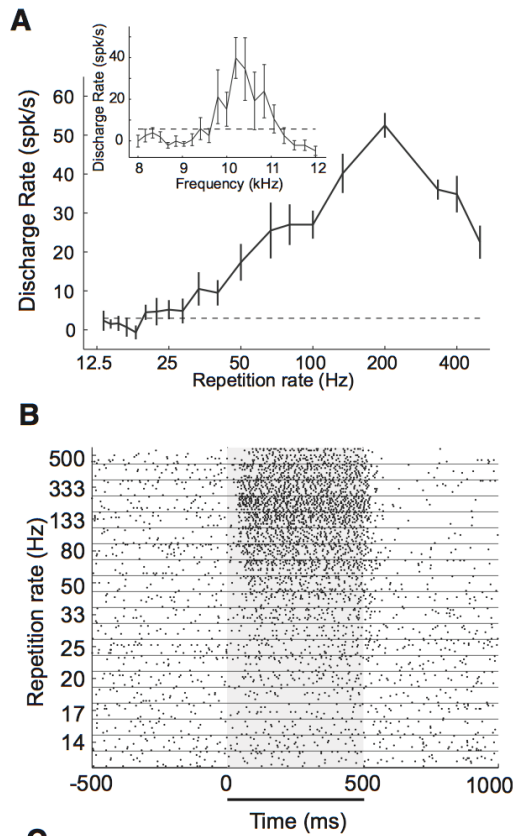 A
Discharge Rate (spk/s)
40
20
0
8 9 10 11 12
Frequency (kHz)
Discharge Rate (spk/s)
60
50
40
30
20
10
0
12.5 25 50 100 200 400
Repetition rate (Hz)
B
Repetition rate (Hz)
500
333
133
80
50
33
25
20
17
14
-500 0 500 1000
Time (ms)